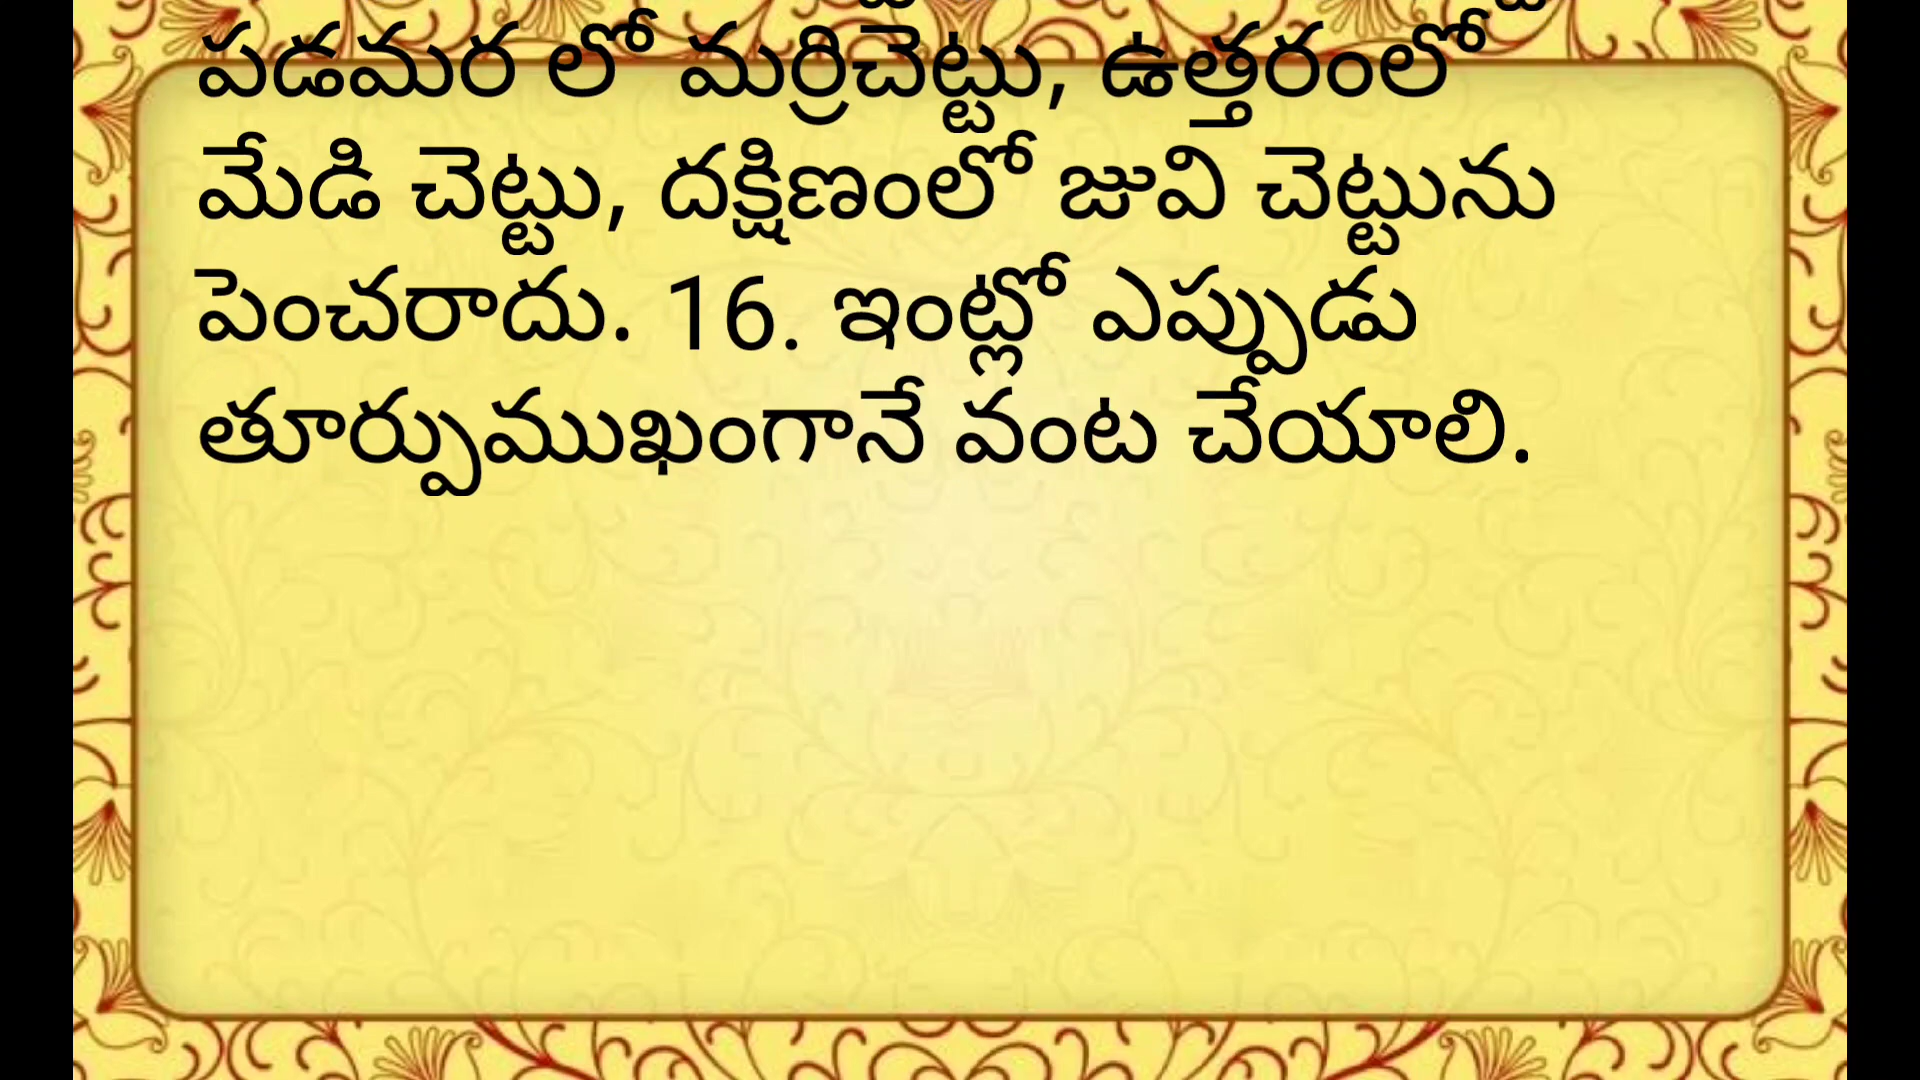 పడమర లో మర్రిచెట్టు, ఉత్తరంలో
మేడి చెట్టు, దక్షిణంలో జువి చెట్టును
పెంచరాదు. 16. ఇంట్లో ఎప్పుడు
తూర్పుముఖంగానే వంట చేయాలి.